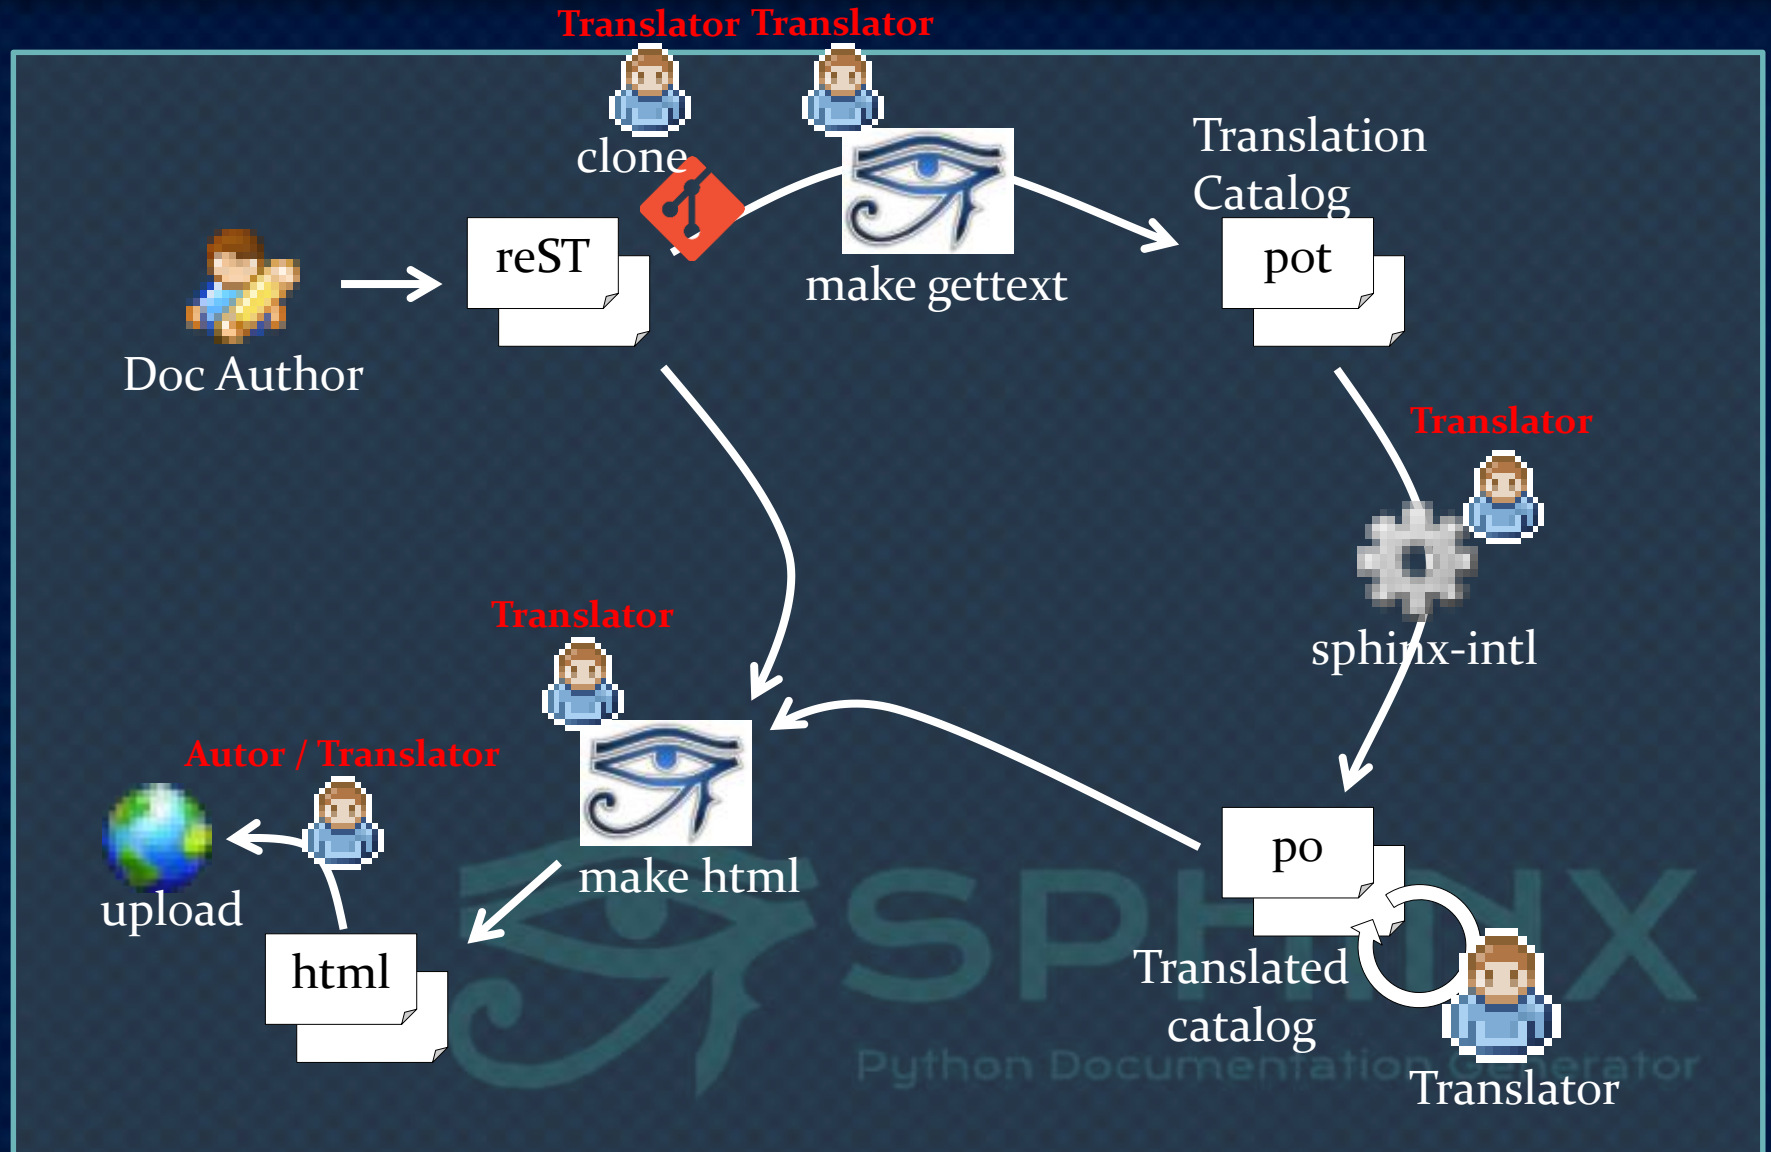 Translator Translator
clone
Translation
Catalog
reST
pot
make gettext
Doc Author
Translator
sphinx-intl
Translator
Autor / Translator
po
make html
upload
html
Translated
catalog
SPHINX
Python Documentation Generator
Translator